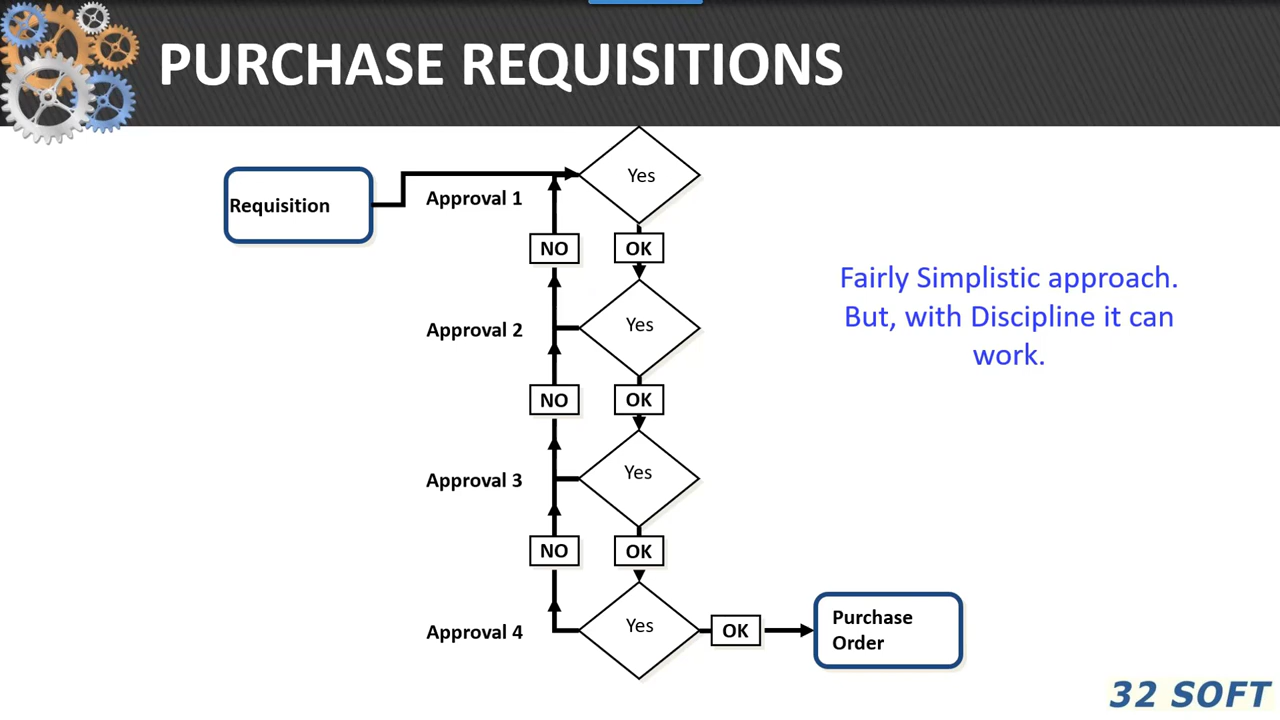 PURCHASE REQUISITIONS
Yes
Requisition
Approval 1
NO
OK
Fairly Simplistic approach.
But, with Discipline it can
work.
Approval 2
Yes
NO
OK
Approval 3
Yes
NO
OK
Approval 4
Yes
OK
Purchase
Order
32 SOFT